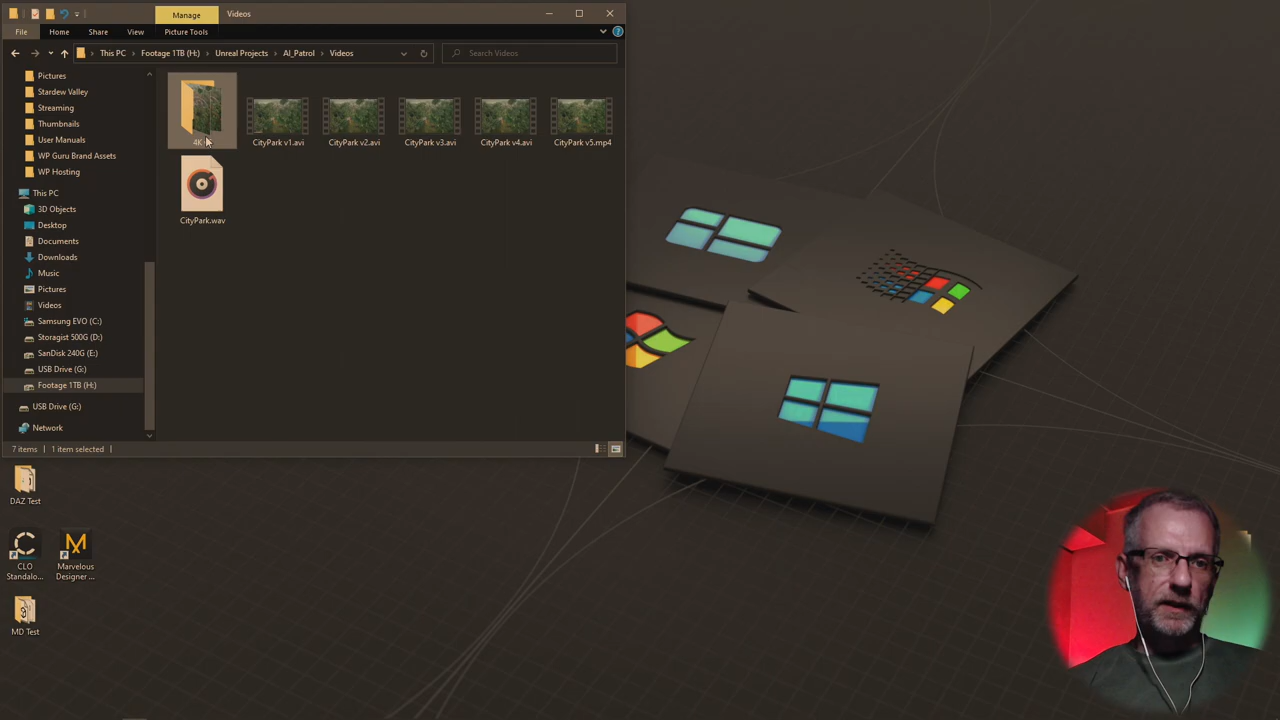 Manage
Videos
File
Home
Share
View
Picture Tools
This PC
Footage 1TB (H:)
Unreal Projects
AI_Patrol
Videos
Search Videos
Pictures
Stardew Valley
Streaming
Thumbnails
User Manuals
WP Guru Brand Assets
WP Hosting
This PC
3D Objects
Desktop
Documents
Downloads
Music
Pictures
Videos
Samsung EVO (C:)
Storagist 500G (D:)
SanDisk 240G (E:)
USB Drive (G:)
Footage 1TB (H:)
USB Drive (G:)
Network
CityPark v1.avi
CityPark v2.avi
CityPark v3.avi
CityPark v4.avi
CityPark v5.mp4
CityPark.wav
7 items
1 item selected
DAZ Test
CLO
Standalo...
Marvelous
Designer ...
MD Test